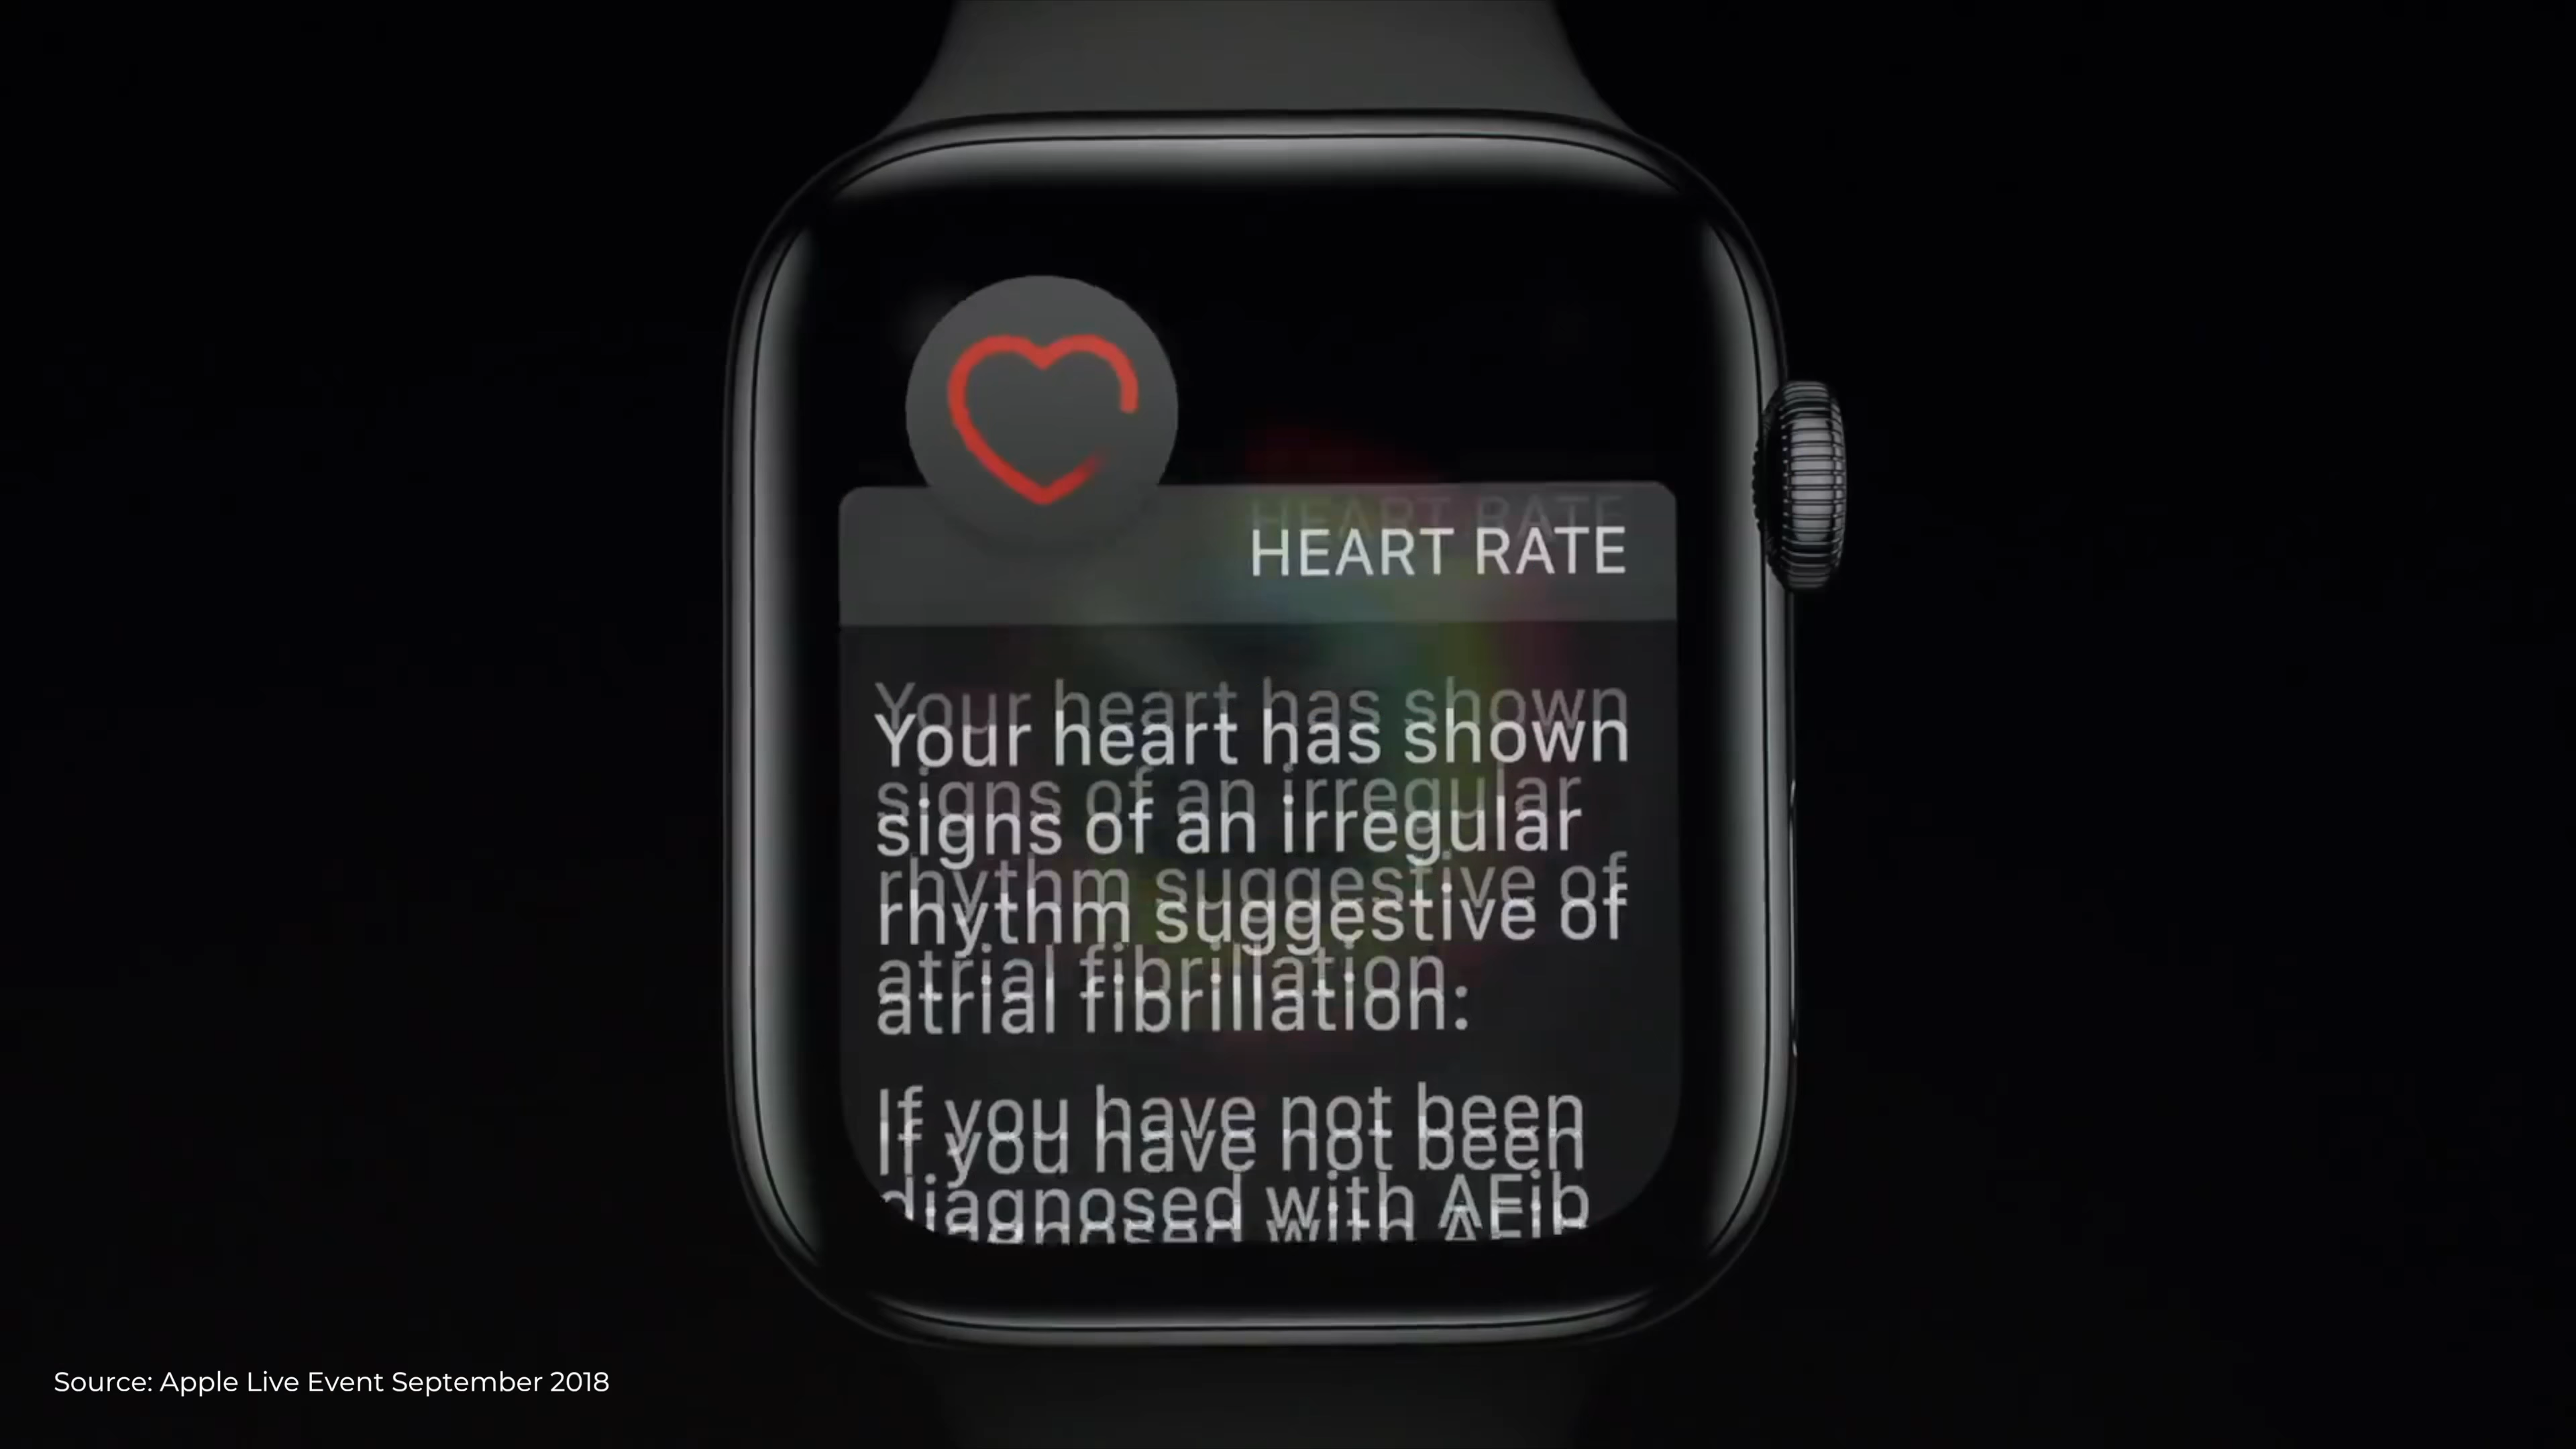 HEART RATE
Your heart has shown
signs of an irregular
rhythm suggestive of
atrial fibrillation:
If you have not been
diagnosed with AFib
Source: Apple Live Event September 2018